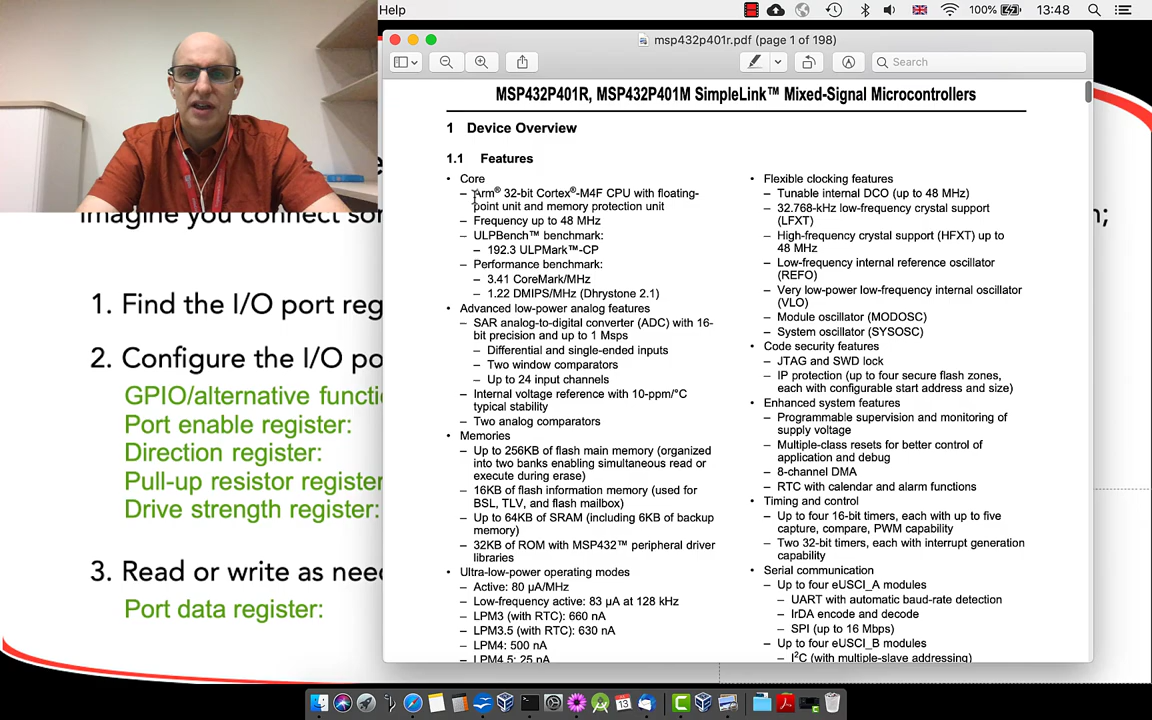 Help
100%
13:48
msp432p401r.pdf (page 1 of 198)
Search
MSP432P401R, MSP432P401M SimpleLink™ Mixed-Signal Microcontrollers
1 Device Overview
1.1 Features
• Core
– Arm® 32-bit Cortex®-M4F CPU with floating-
point unit and memory protection unit
– Frequency up to 48 MHz
– ULPBench™ benchmark:
– 192.3 ULPMark™-CP
– Performance benchmark:
– 3.41 CoreMark/MHz
– 1.22 DMIPS/MHz (Dhrystone 2.1)
• Advanced low-power analog features
– SAR analog-to-digital converter (ADC) with 16-
bit precision and up to 1 Msps
– Differential and single-ended inputs
– Two window comparators
– Up to 24 input channels
– Internal voltage reference with 10-ppm/°C
typical stability
– Two analog comparators
• Memories
– Up to 256KB of flash main memory (organized
into two banks enabling simultaneous read or
execute during erase)
– 16KB of flash information memory (used for
BSL, TLV, and flash mailbox)
– Up to 64KB of SRAM (including 6KB of backup
memory)
– 32KB of ROM with MSP432™ peripheral driver
libraries
• Ultra-low-power operating modes
– Active: 80 µA/MHz
– Low-frequency active: 83 µA at 128 kHz
– LPM3 (with RTC): 660 nA
– LPM3.5 (with RTC): 630 nA
– LPM4: 500 nA
– LPM4.5: 25 nA
• Flexible clocking features
– Tunable internal DCO (up to 48 MHz)
– 32.768-kHz low-frequency crystal support
(LFXT)
– High-frequency crystal support (HFXT) up to
48 MHz
– Low-frequency internal reference oscillator
(REFO)
– Very low-power low-frequency internal oscillator
(VLO)
– Module oscillator (MODOSC)
– System oscillator (SYSOSC)
• Code security features
– JTAG and SWD lock
– IP protection (up to four secure flash zones,
each with configurable start address and size)
• Enhanced system features
– Programmable supervision and monitoring of
supply voltage
– Multiple-class resets for better control of
application and debug
– 8-channel DMA
– RTC with calendar and alarm functions
• Timing and control
– Up to four 16-bit timers, each with up to five
capture, compare, PWM capability
– Two 32-bit timers, each with interrupt generation
capability
• Serial communication
– Up to four eUSCI_A modules
– UART with automatic baud-rate detection
– IrDA encode and decode
– SPI (up to 16 Mbps)
– Up to four eUSCI_B modules
– I2C (with multiple-slave addressing)
Imagine you connect so
1. Find the I/O port reg
2. Configure the I/O po
GPIO/alternative functi
Port enable register:
Direction register:
Pull-up resistor register
Drive strength register:
3. Read or write as nee
Port data register: